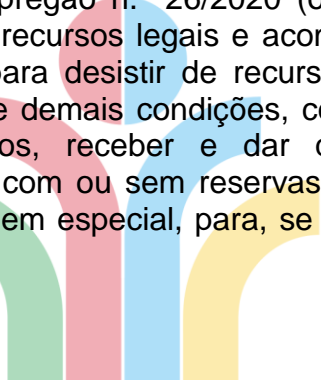 pregão n.º 26/2020 (o
recursos legais e acor
para desistir de recurs
e demais condições, co
os, receber e dar
com ou sem reservas
em especial, para, se